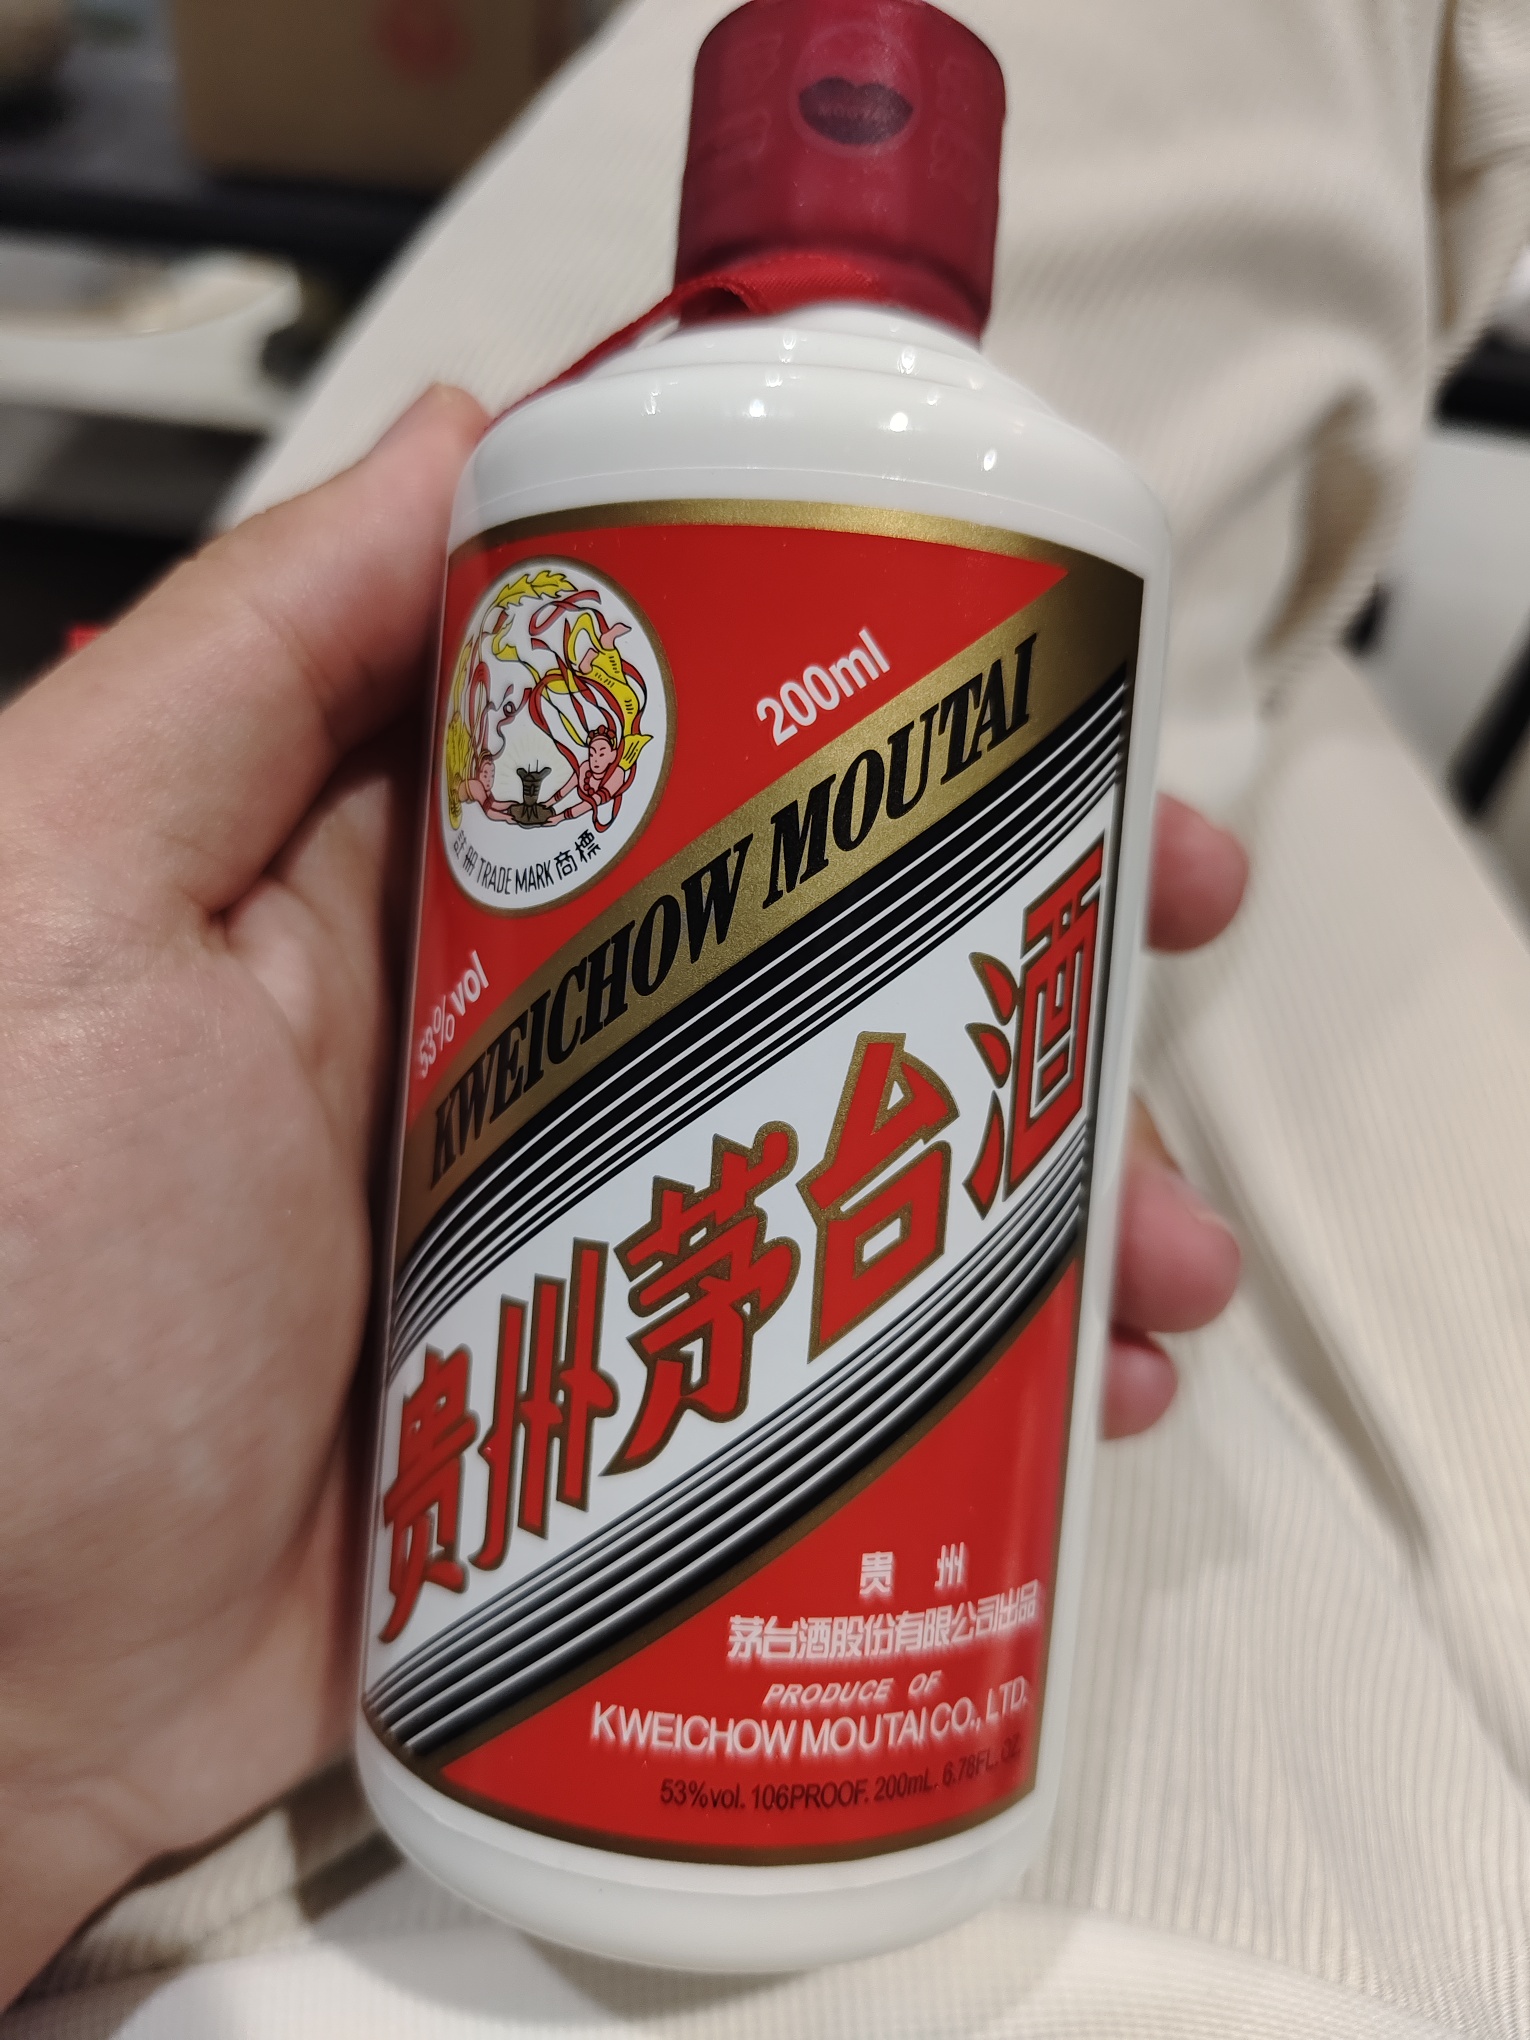 註册 TRADE MARK 商標
200ml
53%vol
KWEICHOW MOUTAI
贵州茅台酒
贵 州
茅台酒股份有限公司出品
PRODUCE OF
KWEICHOW MOUTAI CO., LTD.
53%vol. 106PROOF. 200mL. 6.78FL. OZ